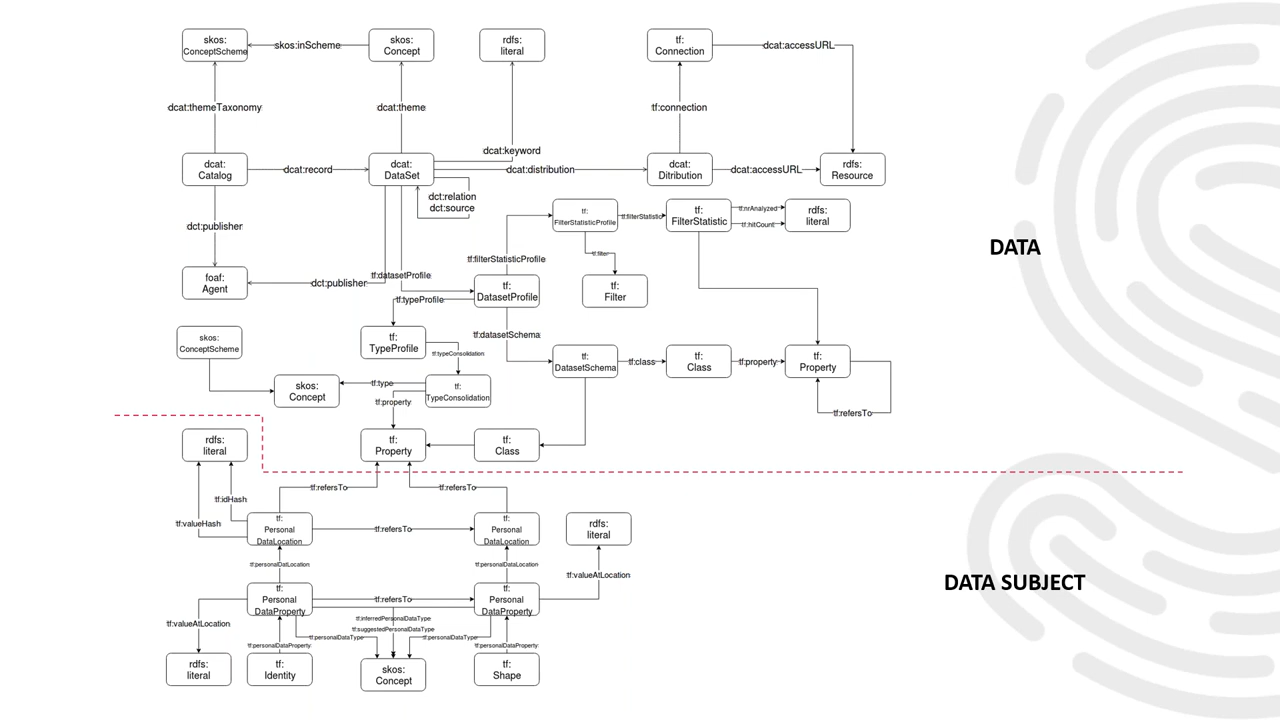 skos:
ConceptScheme
skos:inScheme
skos:
Concept
rdfs:
literal
tf:
Connection
dcat:accessURL
dcat:themeTaxonomy
dcat:theme
tf:connection
dcat:keyword
dcat:
Catalog
dcat:record
dcat:
DataSet
dcat:distribution
dcat:
Ditribution
dcat:accessURL
rdfs:
Resource
dct:relation
dct:source
dct:publisher
tf:
FilterStatisticProfile
tf:filterStatistic
tf:
FilterStatistic
tf:nrAnalyzed
tf:hitCount
rdfs:
literal
DATA
tf:filterStatisticProfile
tf:filter
foaf:
Agent
dct:publisher
tf:datasetProfile
tf:typeProfile
tf:
DatasetProfile
tf:
Filter
skos:
ConceptScheme
tf:
TypeProfile
tf:typeConsolidation
tf:datasetSchema
tf:
DatasetSchema
tf:class
tf:
Class
tf:property
tf:
Property
skos:
Concept
tf:type
tf:
TypeConsolidation
tf:property
tf:refersTo
rdfs:
literal
tf:
Property
tf:
Class
tf:refersTo
tf:refersTo
tf:idHash
tf:valueHash
tf:
Personal
DataLocation
tf:refersTo
tf:
Personal
DataLocation
rdfs:
literal
tf:personalDatLocation
tf:personalDataLocation
tf:valueAtLocation
DATA SUBJECT
tf:
Personal
DataProperty
tf:refersTo
tf:
Personal
DataProperty
tf:valueAtLocation
tf:inferredPersonalDataType
tf:suggestedPersonalDataType
tf:personalDataType
tf:personalDataType
tf:personalDataProperty
tf:personalDataProperty
rdfs:
literal
tf:
Identity
skos:
Concept
tf:
Shape